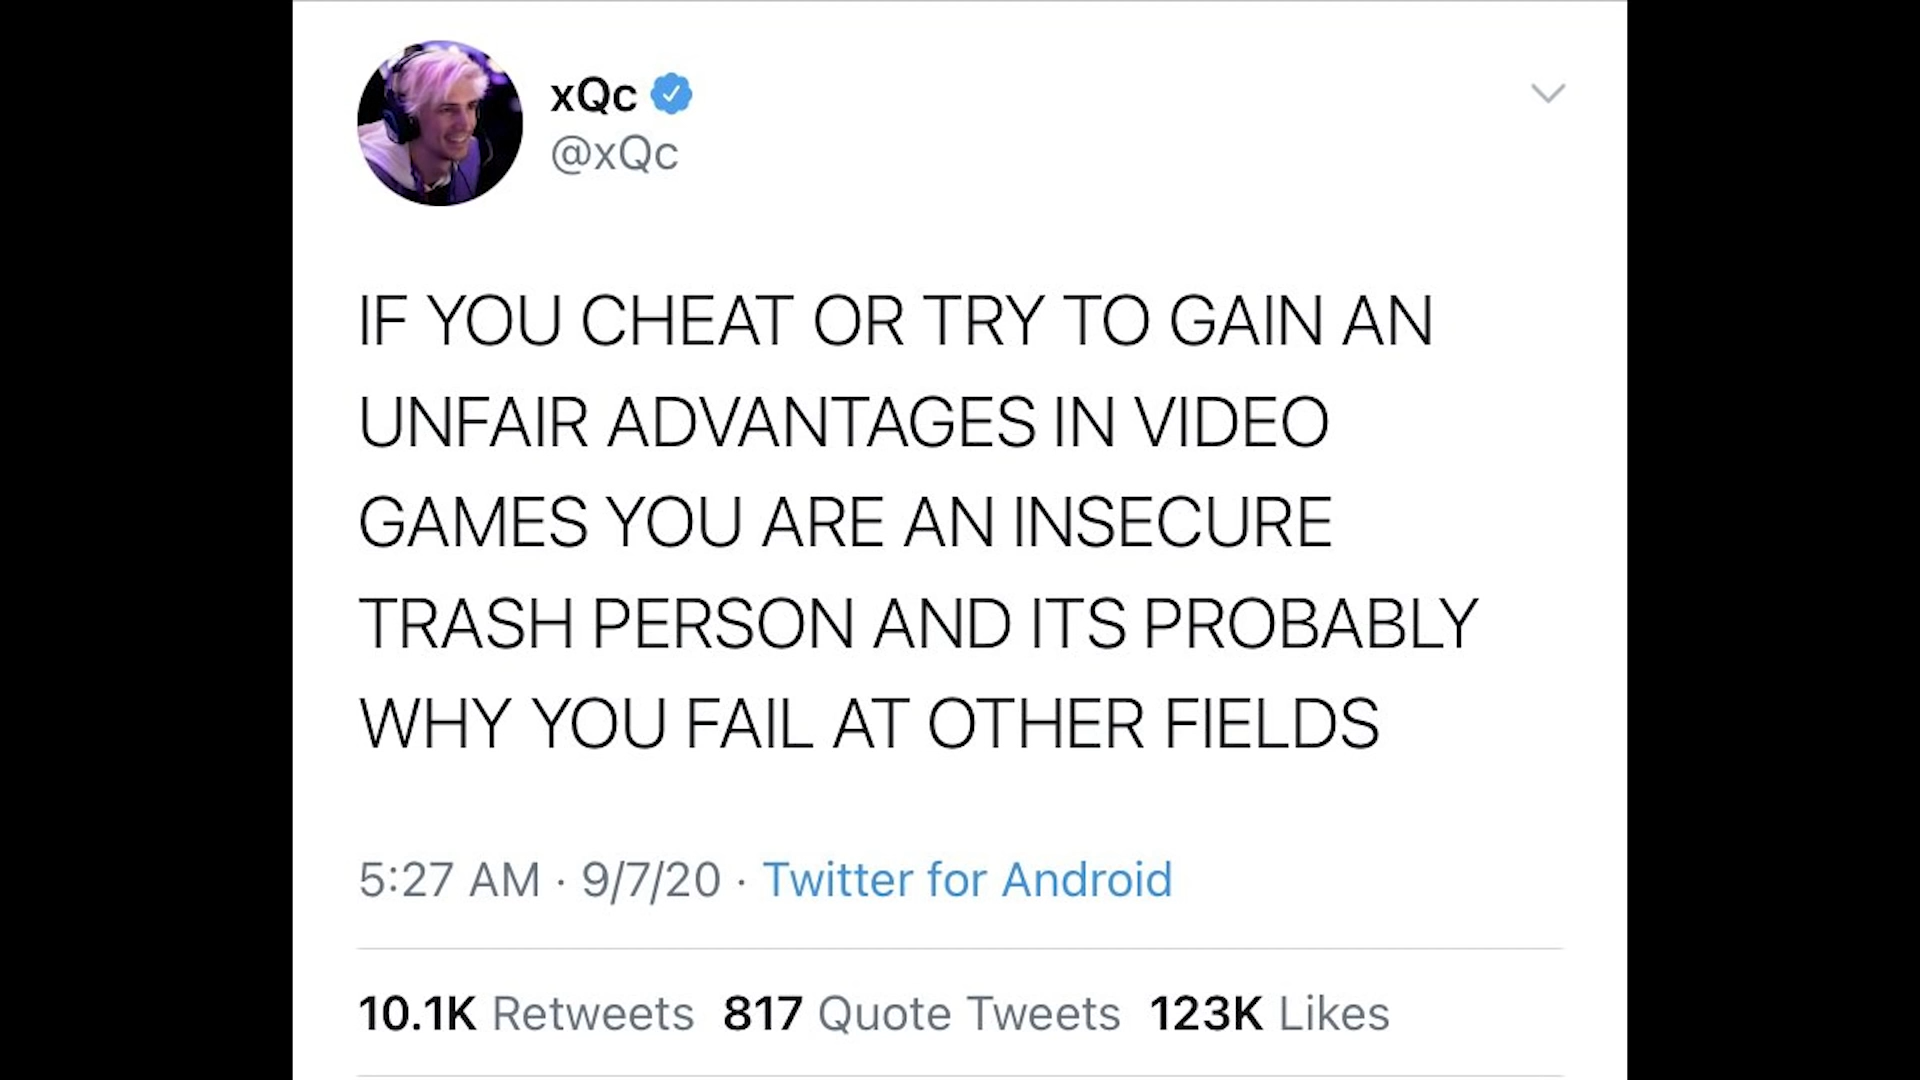 xQc
@xQc
IF YOU CHEAT OR TRY TO GAIN AN
UNFAIR ADVANTAGES IN VIDEO
GAMES YOU ARE AN INSECURE
TRASH PERSON AND ITS PROBABLY
WHY YOU FAIL AT OTHER FIELDS
5:27 AM · 9/7/20 · Twitter for Android
10.1K Retweets 817 Quote Tweets 123K Likes